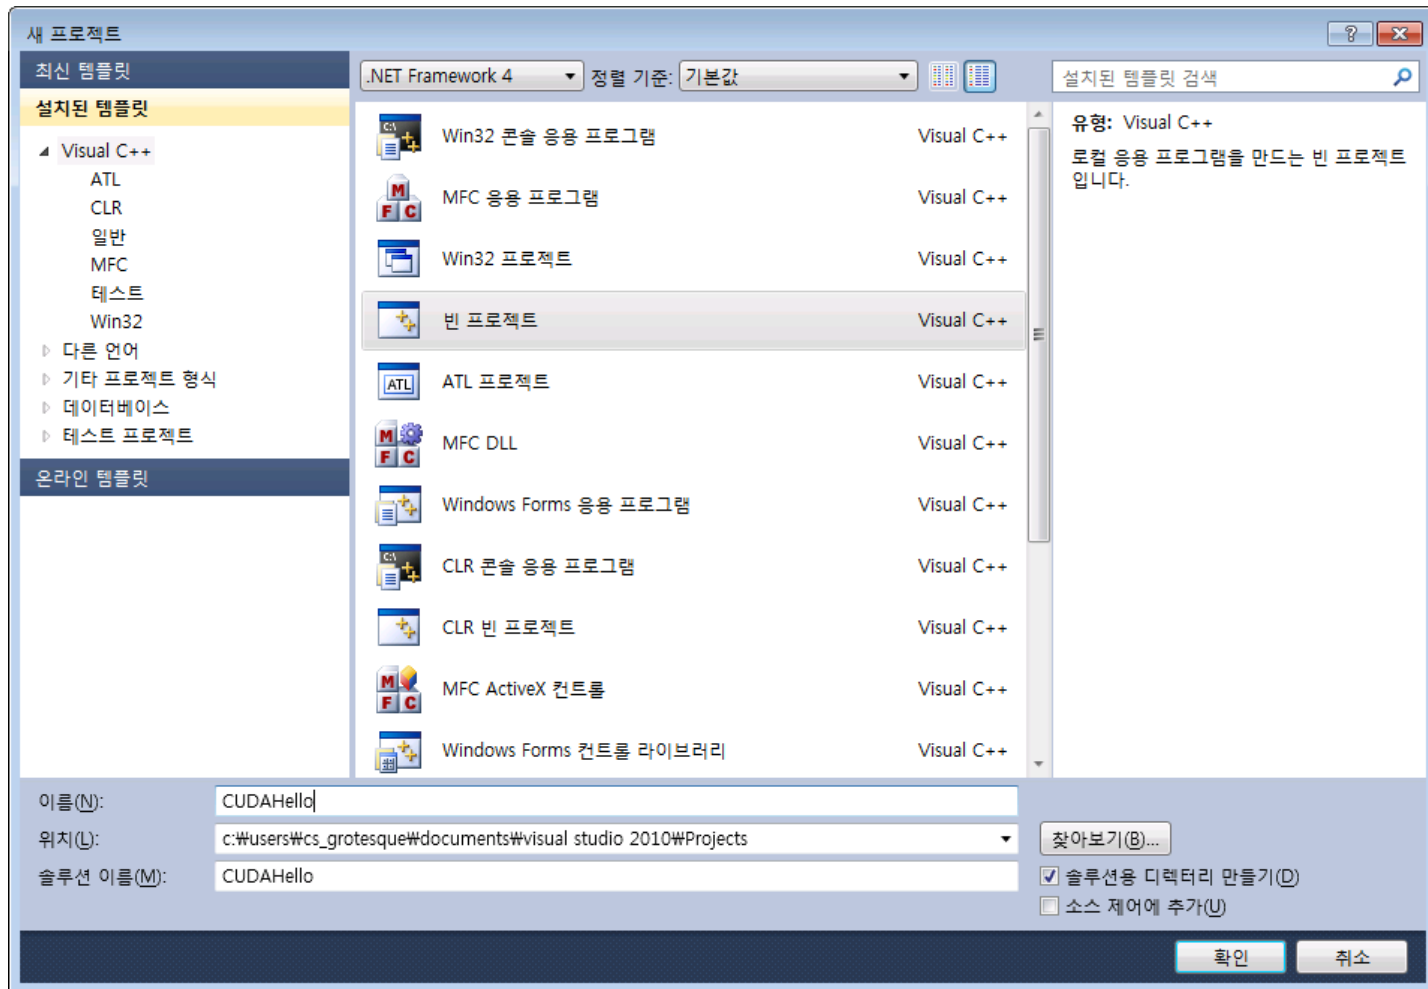 새 프로젝트
최신 템플릿
설치된 템플릿
Visual C++
ATL
CLR
일반
MFC
테스트
Win32
다른 언어
기타 프로젝트 형식
데이터베이스
테스트 프로젝트
온라인 템플릿
.NET Framework 4 정렬 기준: 기본값
설치된 템플릿 검색
Win32 콘솔 응용 프로그램 Visual C++
MFC 응용 프로그램 Visual C++
Win32 프로젝트 Visual C++
빈 프로젝트 Visual C++
ATL 프로젝트 Visual C++
MFC DLL Visual C++
Windows Forms 응용 프로그램 Visual C++
CLR 콘솔 응용 프로그램 Visual C++
CLR 빈 프로젝트 Visual C++
MFC ActiveX 컨트롤 Visual C++
Windows Forms 컨트롤 라이브러리 Visual C++
유형: Visual C++
로컬 응용 프로그램을 만드는 빈 프로젝트
입니다.
이름(N): CUDAHello
위치(L): c:₩users₩cs_grotesque₩documents₩visual studio 2010₩Projects
찾아보기(B)...
솔루션 이름(M): CUDAHello
솔루션용 디렉터리 만들기(D)
소스 제어에 추가(U)
확인 취소